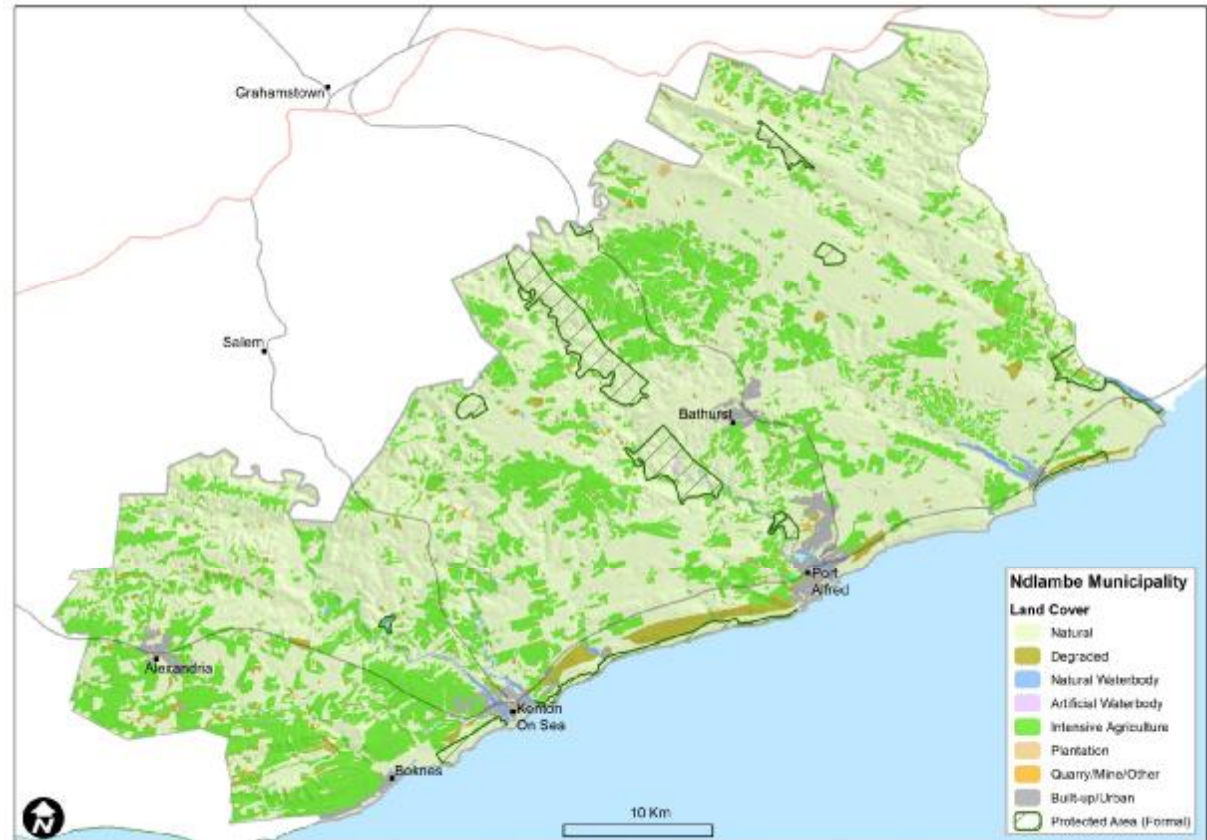 Grahamstown
Salem
Bathurst
Port
Alfred
Alexandria
Kenton
On Sea
Boknes
10 Km
N
Ndlambe Municipality
Land Cover
Natural
Degraded
Natural Waterbody
Artificial Waterbody
Intensive Agriculture
Plantation
Quarry/Mine/Other
Built-up/Urban
Protected Area (Formal)